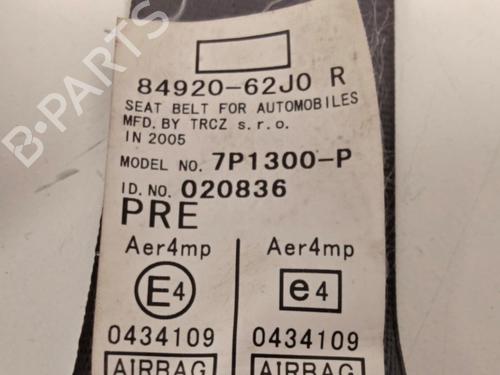 84920-62J0 R
SEAT BELT FOR AUTOMOBILES
MFD. BY TRCZ s.r.o.
IN 2005
MODEL NO. 7P1300-P
ID. NO. 020836
PRE
Aer4mp Aer4mp
E4 e4
0434109 0434109
AIRBAG AIRBAG
B-PARTS